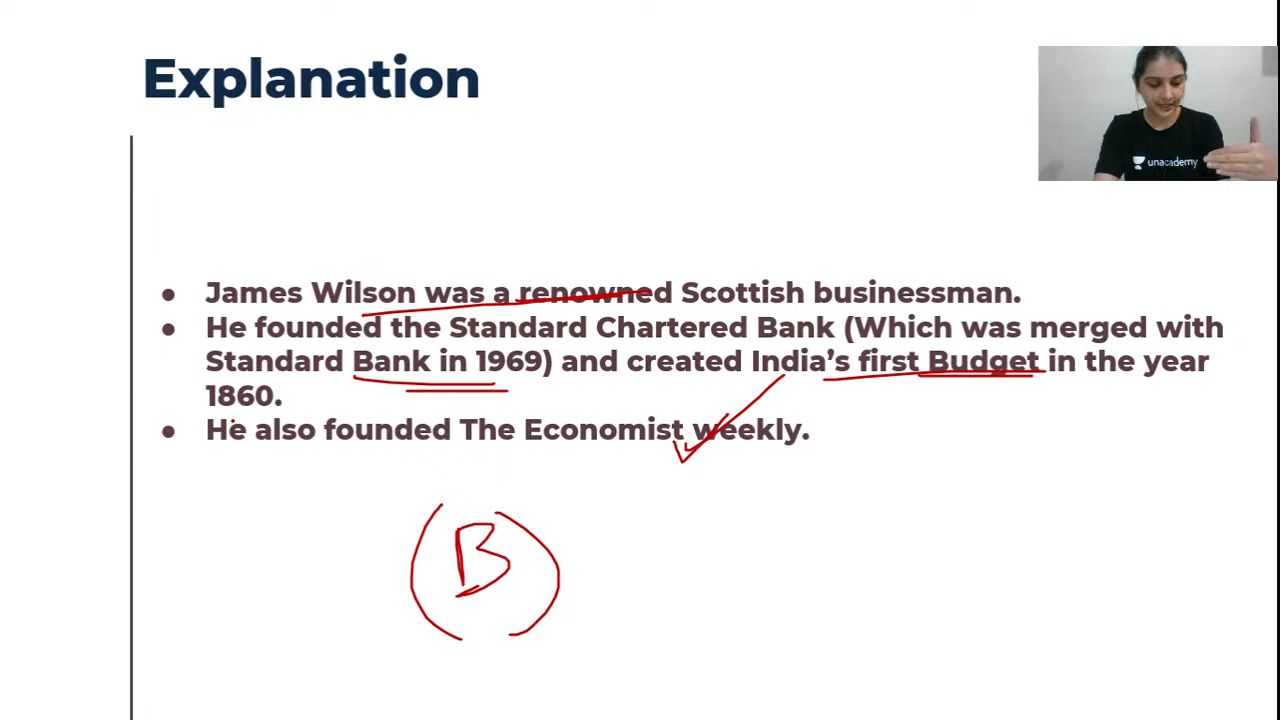 Explanation
unacademy
● James Wilson was a renowned Scottish businessman.
● He founded the Standard Chartered Bank (Which was merged with
Standard Bank in 1969) and created India's first Budget in the year
1860.
● He also founded The Economist weekly.
(B)